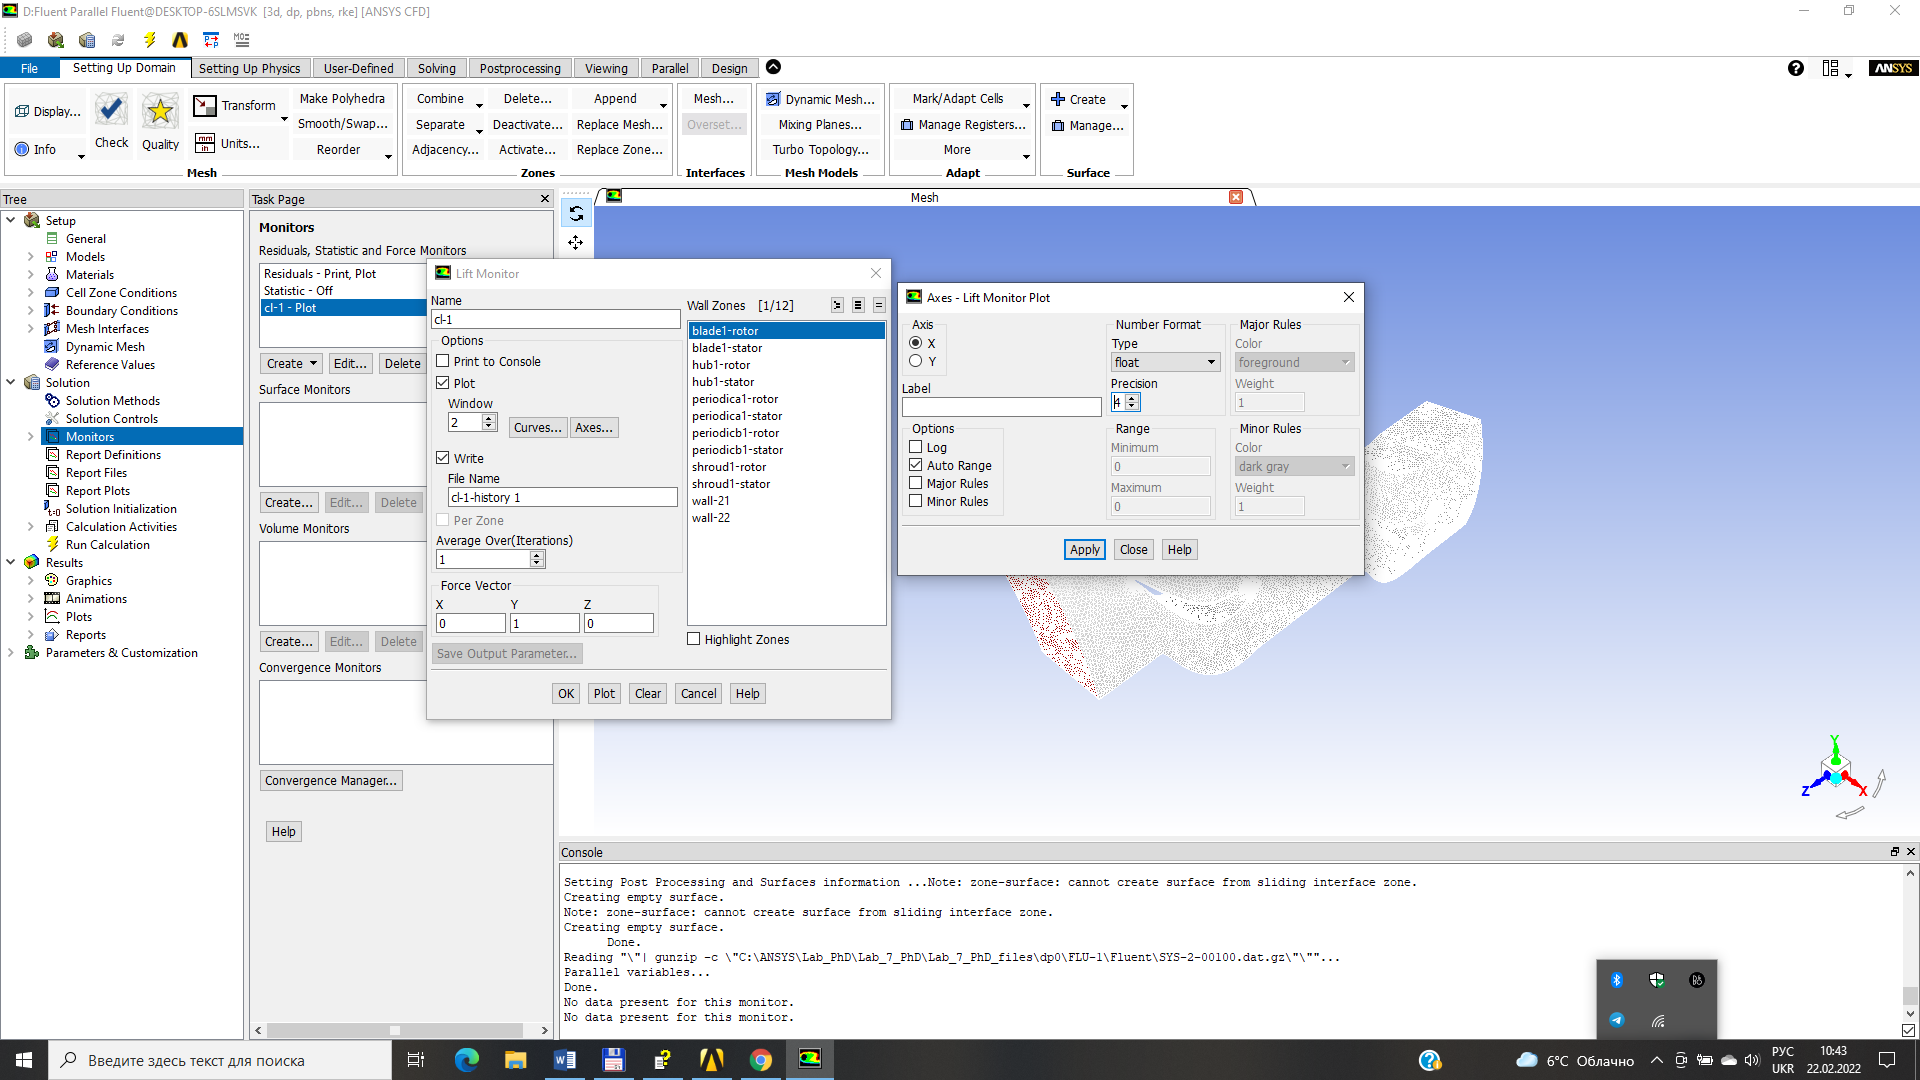 D:Fluent Parallel Fluent@DESKTOP-6SLMSVK [3d, dp, pbns, rke] [ANSYS CFD]
File Setting Up Domain Setting Up Physics User-Defined Solving Postprocessing Viewing Parallel Design ANSYS
Display... Check Quality Transform Make Polyhedra Combine Delete... Append Mesh... Dynamic Mesh... Mark/Adapt Cells Create
Smooth/Swap... Separate Deactivate... Replace Mesh... Overset... Mixing Planes... Manage Registers... Manage...
Info Units... Reorder Adjacency... Activate... Replace Zone... Turbo Topology... More
Mesh Zones Interfaces Mesh Models Adapt Surface
Tree
Setup
General
Models
Materials
Cell Zone Conditions
Boundary Conditions
Mesh Interfaces
Dynamic Mesh
Reference Values
Solution
Solution Methods
Solution Controls
Monitors
Report Definitions
Report Files
Report Plots
Solution Initialization
Calculation Activities
Run Calculation
Results
Graphics
Animations
Plots
Reports
Parameters & Customization
Task Page
Monitors
Residuals, Statistic and Force Monitors
Residuals - Print, Plot
Statistic - Off
cl-1 - Plot
Create Edit... Delete
Surface Monitors
Create... Edit... Delete
Volume Monitors
Create... Edit... Delete
Convergence Monitors
Convergence Manager...
Help
Mesh
Lift Monitor
Name
cl-1
Options
Print to Console
Plot
Window
2 Curves... Axes...
Write
File Name
cl-1-history 1
Per Zone
Average Over(Iterations)
1
Force Vector
X Y Z
0 1 0
Save Output Parameter...
Wall Zones [1/12]
blade1-rotor
blade1-stator
hub1-rotor
hub1-stator
periodica1-rotor
periodica1-stator
periodicb1-rotor
periodicb1-stator
shroud1-rotor
shroud1-stator
wall-21
wall-22
Highlight Zones
OK Plot Clear Cancel Help
Axes - Lift Monitor Plot
Axis
X
Y
Label
Options
Log
Auto Range
Major Rules
Minor Rules
Number Format
Type
float
Precision
4
Range
Minimum
0
Maximum
0
Major Rules
Color
foreground
Weight
1
Minor Rules
Color
dark gray
Weight
1
Apply Close Help
Y
Z X
Console
Setting Post Processing and Surfaces information ...Note: zone-surface: cannot create surface from sliding interface zone.
Creating empty surface.
Note: zone-surface: cannot create surface from sliding interface zone.
Creating empty surface.
Done.
Reading "\"| gunzip -c \"C:\ANSYS\Lab_PhD\Lab_7_PhD\Lab_7_PhD_files\dp0\FLU-1\Fluent\SYS-2-00100.dat.gz\"\""...
Parallel variables...
Done.
No data present for this monitor.
No data present for this monitor.
Введите здесь текст для поиска
6°C Облачно
РУС
UKR
10:43
22.02.2022